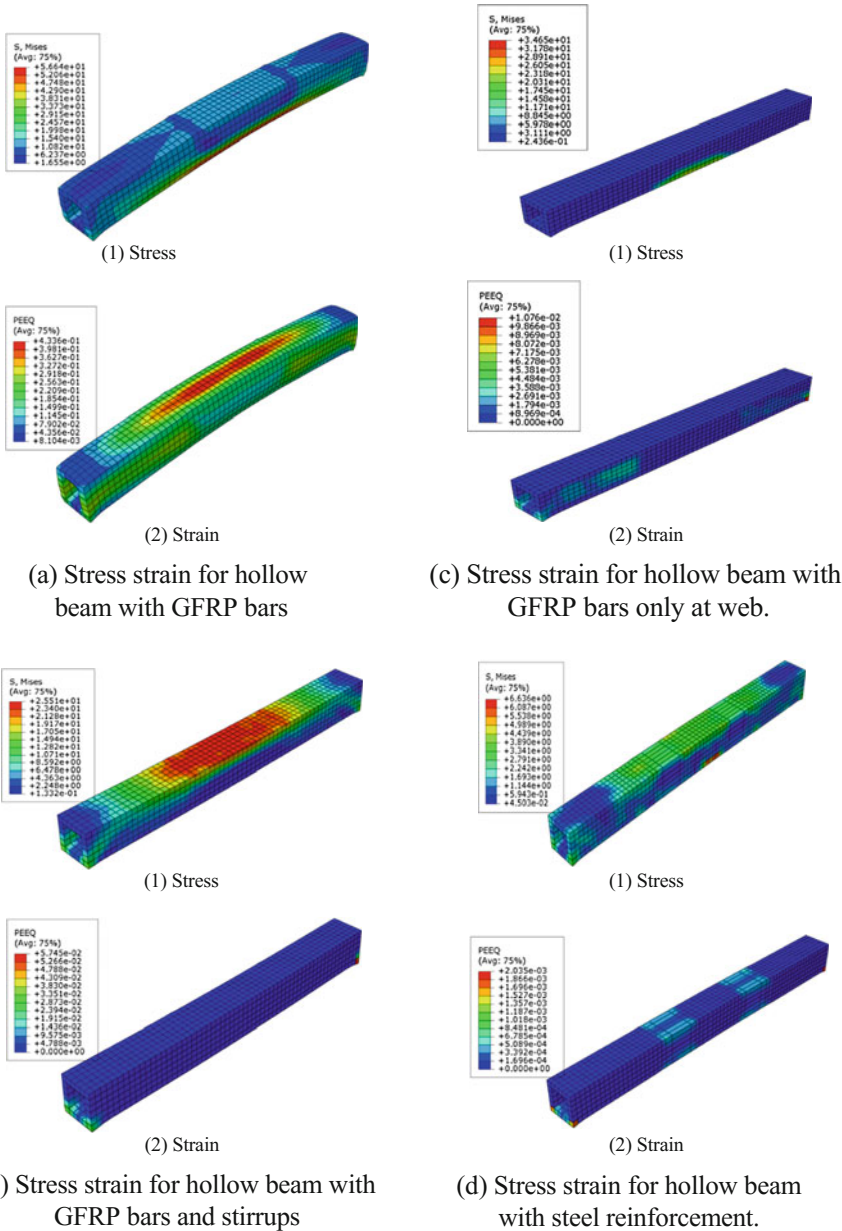 S, Mises
(Avg: 75%)
+5.664e+01
+5.206e+01
+4.748e+01
+4.290e+01
+3.831e+01
+3.373e+01
+2.915e+01
+2.457e+01
+1.998e+01
+1.540e+01
+1.082e+01
+6.237e+00
+1.655e+00
(1) Stress
PEEQ
(Avg: 75%)
+4.336e-01
+3.981e-01
+3.627e-01
+3.272e-01
+2.918e-01
+2.563e-01
+2.209e-01
+1.854e-01
+1.499e-01
+1.145e-01
+7.902e-02
+4.356e-02
+8.104e-03
(2) Strain
(a) Stress strain for hollow
beam with GFRP bars
S, Mises
(Avg: 75%)
+3.465e+01
+3.178e+01
+2.891e+01
+2.605e+01
+2.318e+01
+2.031e+01
+1.745e+01
+1.458e+01
+1.171e+01
+8.845e+00
+5.978e+00
+3.111e+00
+2.436e-01
(1) Stress
PEEQ
(Avg: 75%)
+1.076e-02
+9.866e-03
+8.969e-03
+8.072e-03
+7.175e-03
+6.278e-03
+5.381e-03
+4.484e-03
+3.588e-03
+2.691e-03
+1.794e-03
+8.969e-04
+0.000e+00
(2) Strain
(c) Stress strain for hollow beam with
GFRP bars only at web.
S, Mises
(Avg: 75%)
+2.551e+01
+2.340e+01
+2.128e+01
+1.917e+01
+1.705e+01
+1.494e+01
+1.282e+01
+1.071e+01
+8.592e+00
+6.478e+00
+4.363e+00
+2.248e+00
+1.332e-01
(1) Stress
PEEQ
(Avg: 75%)
+5.745e-02
+5.266e-02
+4.788e-02
+4.309e-02
+3.830e-02
+3.351e-02
+2.873e-02
+2.394e-02
+1.915e-02
+1.436e-02
+9.575e-03
+4.788e-03
+0.000e+00
(2) Strain
) Stress strain for hollow beam with
GFRP bars and stirrups
S, Mises
(Avg: 75%)
+6.636e+00
+6.087e+00
+5.538e+00
+4.989e+00
+4.439e+00
+3.890e+00
+3.341e+00
+2.791e+00
+2.242e+00
+1.693e+00
+1.144e+00
+5.943e-01
+4.503e-02
(1) Stress
PEEQ
(Avg: 75%)
+2.035e-03
+1.866e-03
+1.696e-03
+1.527e-03
+1.357e-03
+1.187e-03
+1.018e-03
+8.481e-04
+6.785e-04
+5.089e-04
+3.392e-04
+1.696e-04
+0.000e+00
(2) Strain
(d) Stress strain for hollow beam
with steel reinforcement.